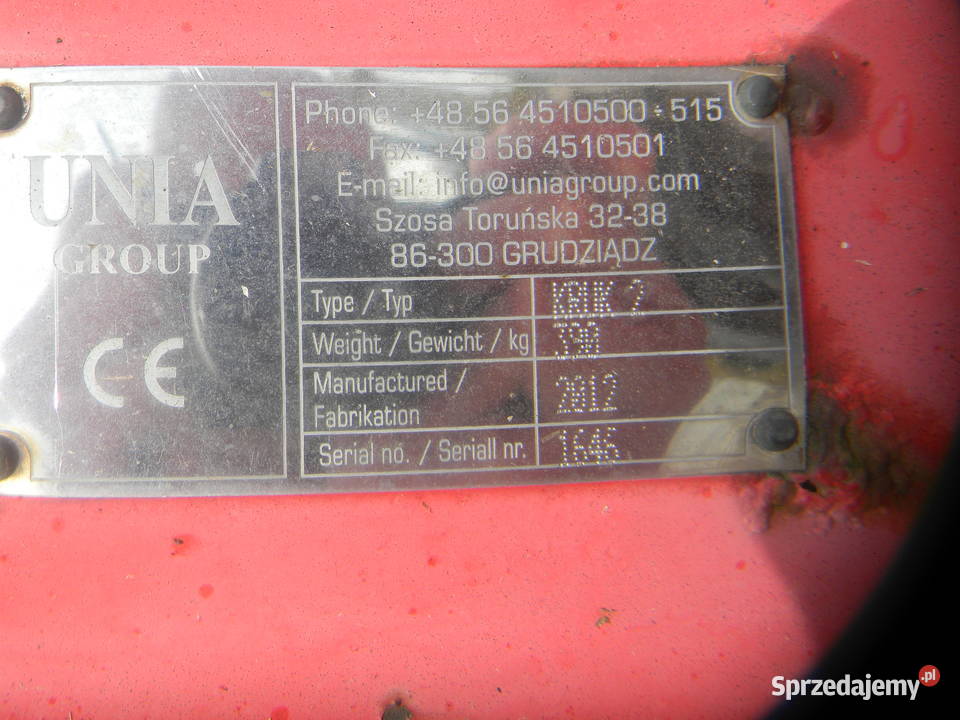 UNIA
GROUP
CE
Phone: +48 56 4510500÷515
Fax: +48 56 4510501
E-mail: info@uniagroup.com
Szosa Toruńska 32-38
86-300 GRUDZIĄDZ
Type / Typ KRUK 2
Weight / Gewicht / kg 390
Manufactured /
Fabrikation 2012
Serial no. / Seriall nr. 1646
Sprzedajemy.pl